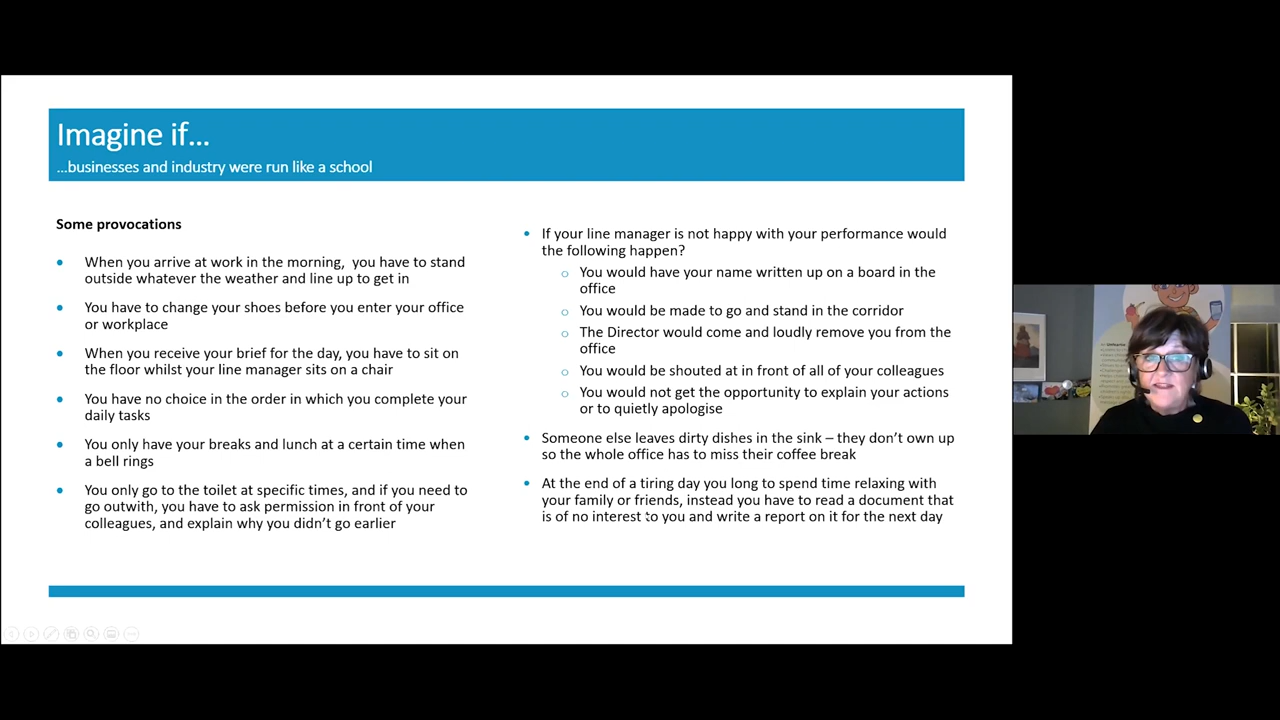 Imagine if...
...businesses and industry were run like a school
Some provocations
When you arrive at work in the morning, you have to stand
outside whatever the weather and line up to get in
You have to change your shoes before you enter your office
or workplace
When you receive your brief for the day, you have to sit on
the floor whilst your line manager sits on a chair
You have no choice in the order in which you complete your
daily tasks
You only have your breaks and lunch at a certain time when
a bell rings
You only go to the toilet at specific times, and if you need to
go outwith, you have to ask permission in front of your
colleagues, and explain why you didn't go earlier
If your line manager is not happy with your performance would
the following happen?
You would have your name written up on a board in the
office
You would be made to go and stand in the corridor
The Director would come and loudly remove you from the
office
You would be shouted at in front of all of your colleagues
You would not get the opportunity to explain your actions
or to quietly apologise
Someone else leaves dirty dishes in the sink – they don't own up
so the whole office has to miss their coffee break
At the end of a tiring day you long to spend time relaxing with
your family or friends, instead you have to read a document that
is of no interest to you and write a report on it for the next day